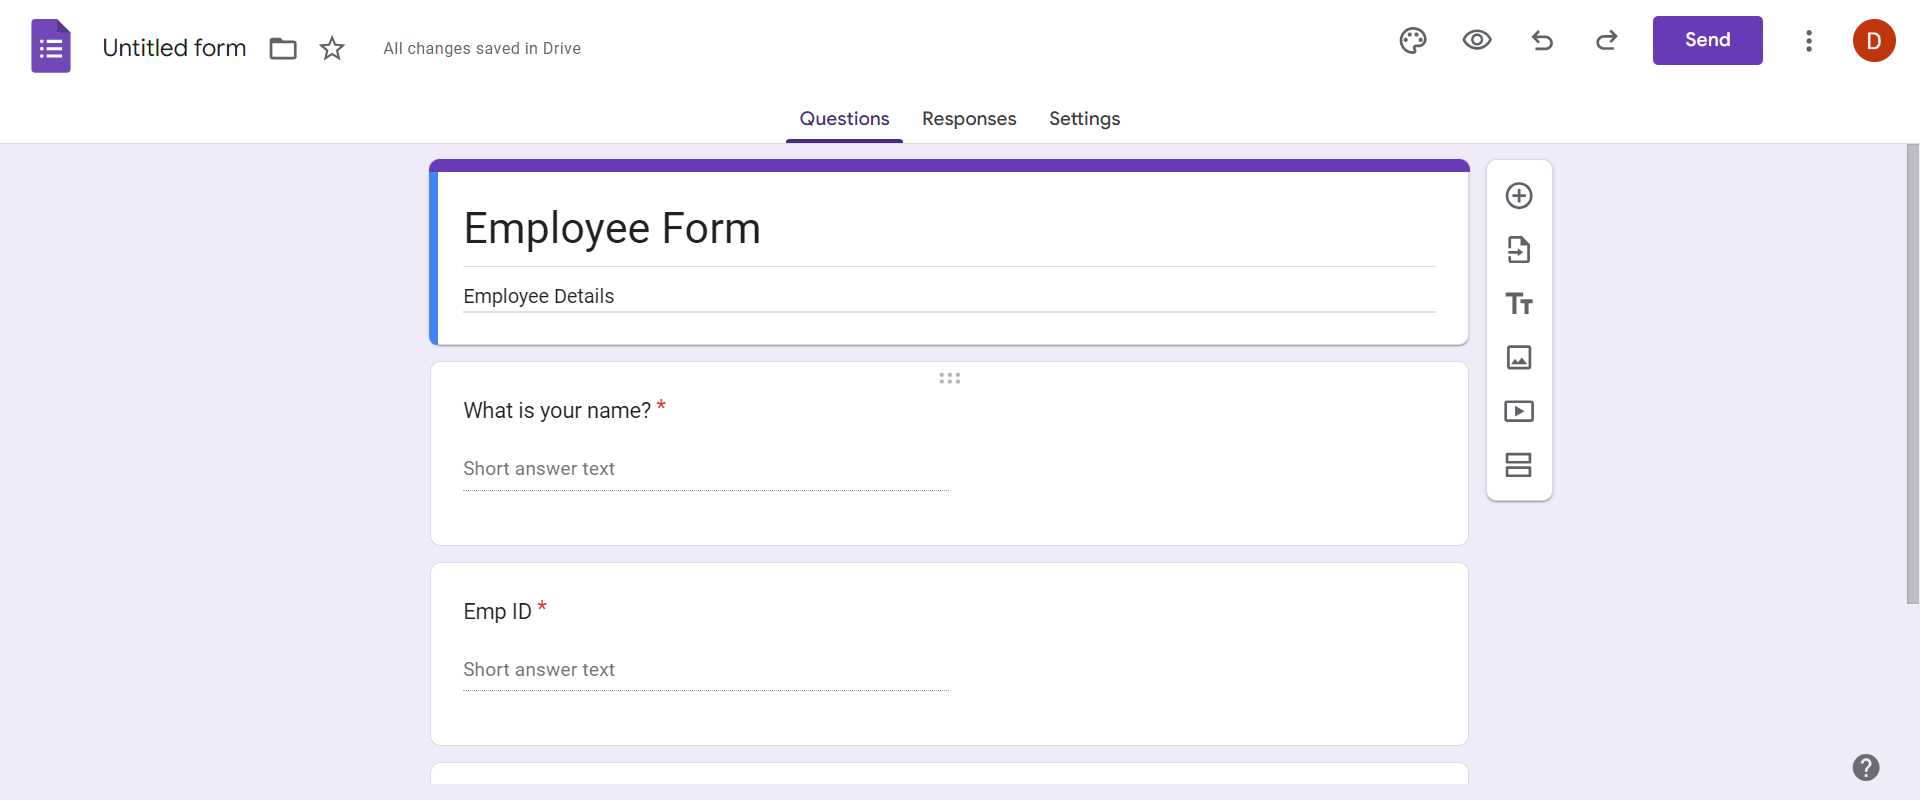 Untitled form
All changes saved in Drive
Send
D
Questions Responses Settings
Employee Form
Employee Details
What is your name? *
Short answer text
Emp ID *
Short answer text